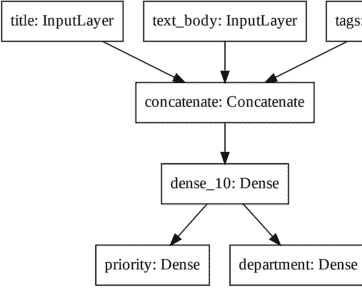 title: InputLayer
text_body: InputLayer
tags:
concatenate: Concatenate
dense_10: Dense
priority: Dense
department: Dense